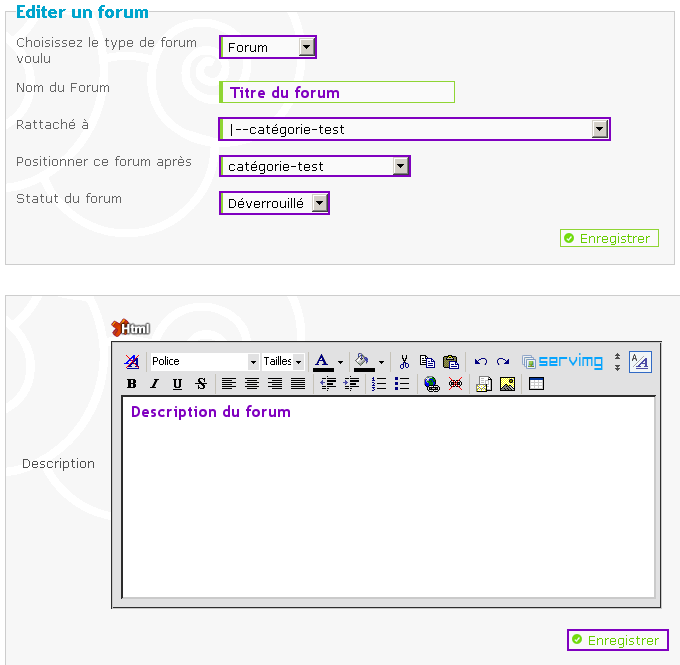 Editer un forum
Choisissez le type de forum
voulu
Forum
Nom du Forum
Titre du forum
Rattaché à
|--catégorie-test
Positionner ce forum après
catégorie-test
Statut du forum
Déverrouillé
Enregistrer
Html
A Police Tailles A servimg A/A
B I U S
Description du forum
Description
Enregistrer